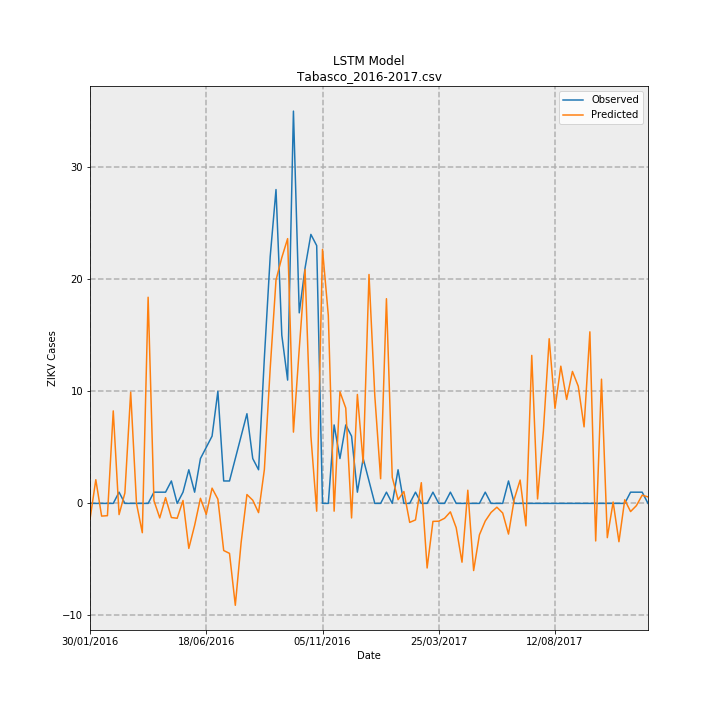 LSTM Model
Tabasco_2016-2017.csv
Observed
Predicted
30
20
10
0
−10
ZIKV Cases
30/01/2016
18/06/2016
05/11/2016
25/03/2017
12/08/2017
Date